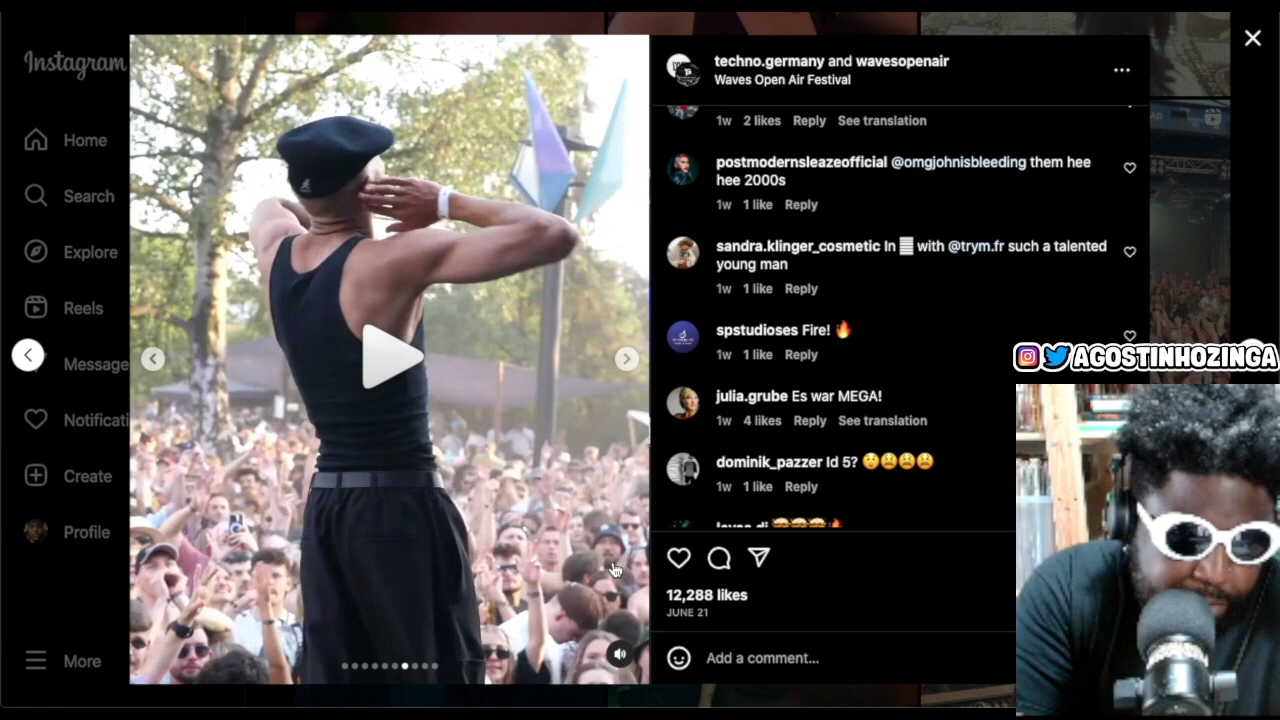 Instagram
Home
Search
Explore
Reels
Message
Notificati
Create
Profile
More
techno.germany and wavesopenair
Waves Open Air Festival
1w 2 likes Reply See translation
postmodernsleazeofficial @omgjohnisbleeding them hee
hee 2000s
1w 1 like Reply
sandra.klinger_cosmetic In with @trym.fr such a talented
young man
1w 1 like Reply
spstudioses Fire! 🔥
1w 1 like Reply
julia.grube Es war MEGA!
1w 4 likes Reply See translation
dominik_pazzer Id 5? 😲😫😫😫
1w 1 like Reply
12,288 likes
JUNE 21
Add a comment...
AD
AGOSTINHOZINGA